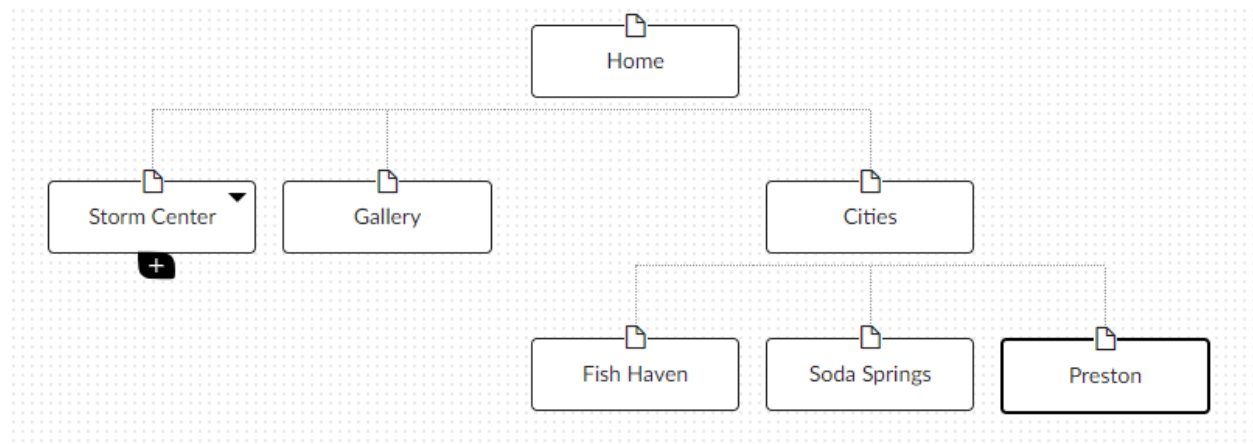 Home
Storm Center
Gallery
Cities
Fish Haven
Soda Springs
Preston